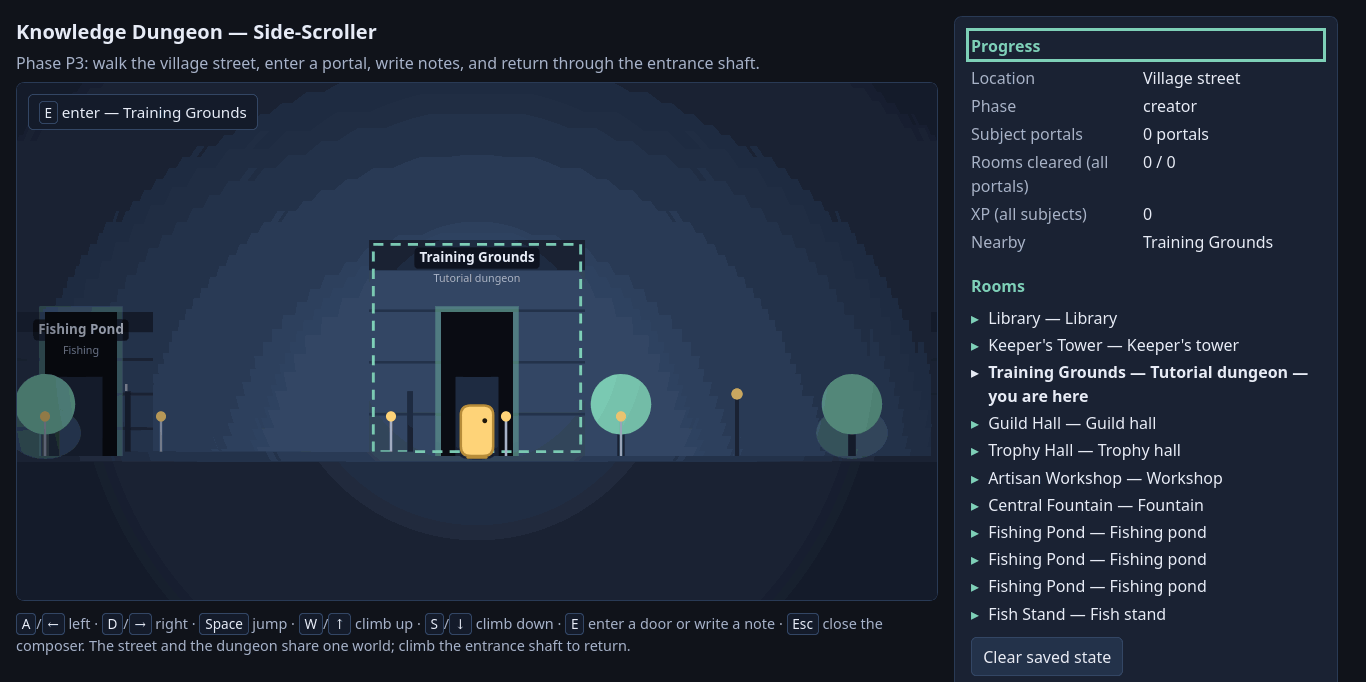 Knowledge Dungeon — Side-Scroller
Phase P3: walk the village street, enter a portal, write notes, and return through the entrance shaft.
E enter — Training Grounds
Training Grounds
Tutorial dungeon
Fishing Pond
Fishing
A/← left · D/→ right · Space jump · W/↑ climb up · S/↓ climb down · E enter a door or write a note · Esc close the
composer. The street and the dungeon share one world; climb the entrance shaft to return.
Progress
Location Village street
Phase creator
Subject portals 0 portals
Rooms cleared (all 0 / 0
portals)
XP (all subjects) 0
Nearby Training Grounds
Rooms
▸ Library — Library
▸ Keeper's Tower — Keeper's tower
▸ Training Grounds — Tutorial dungeon —
you are here
▸ Guild Hall — Guild hall
▸ Trophy Hall — Trophy hall
▸ Artisan Workshop — Workshop
▸ Central Fountain — Fountain
▸ Fishing Pond — Fishing pond
▸ Fishing Pond — Fishing pond
▸ Fishing Pond — Fishing pond
▸ Fish Stand — Fish stand
Clear saved state